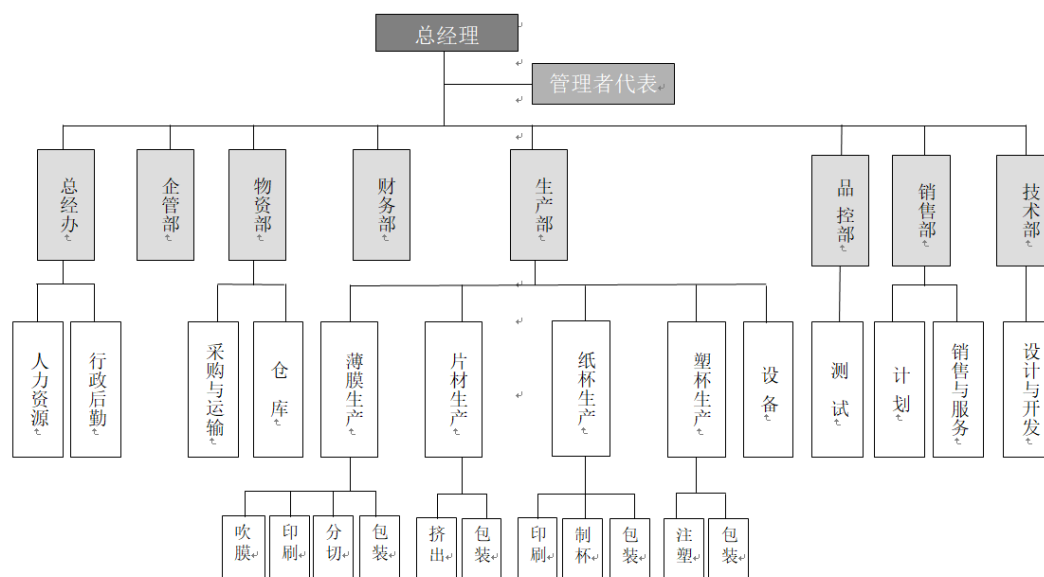 总经理
管理者代表
总经办
企管部
物资部
财务部
生产部
品控部
销售部
技术部
人力资源
行政后勤
采购与运输
仓库
薄膜生产
片材生产
纸杯生产
塑杯生产
设备
测试
计划
销售与服务
设计与开发
吹膜
印刷
分切
包装
挤出
包装
印刷
制杯
包装
注塑
包装